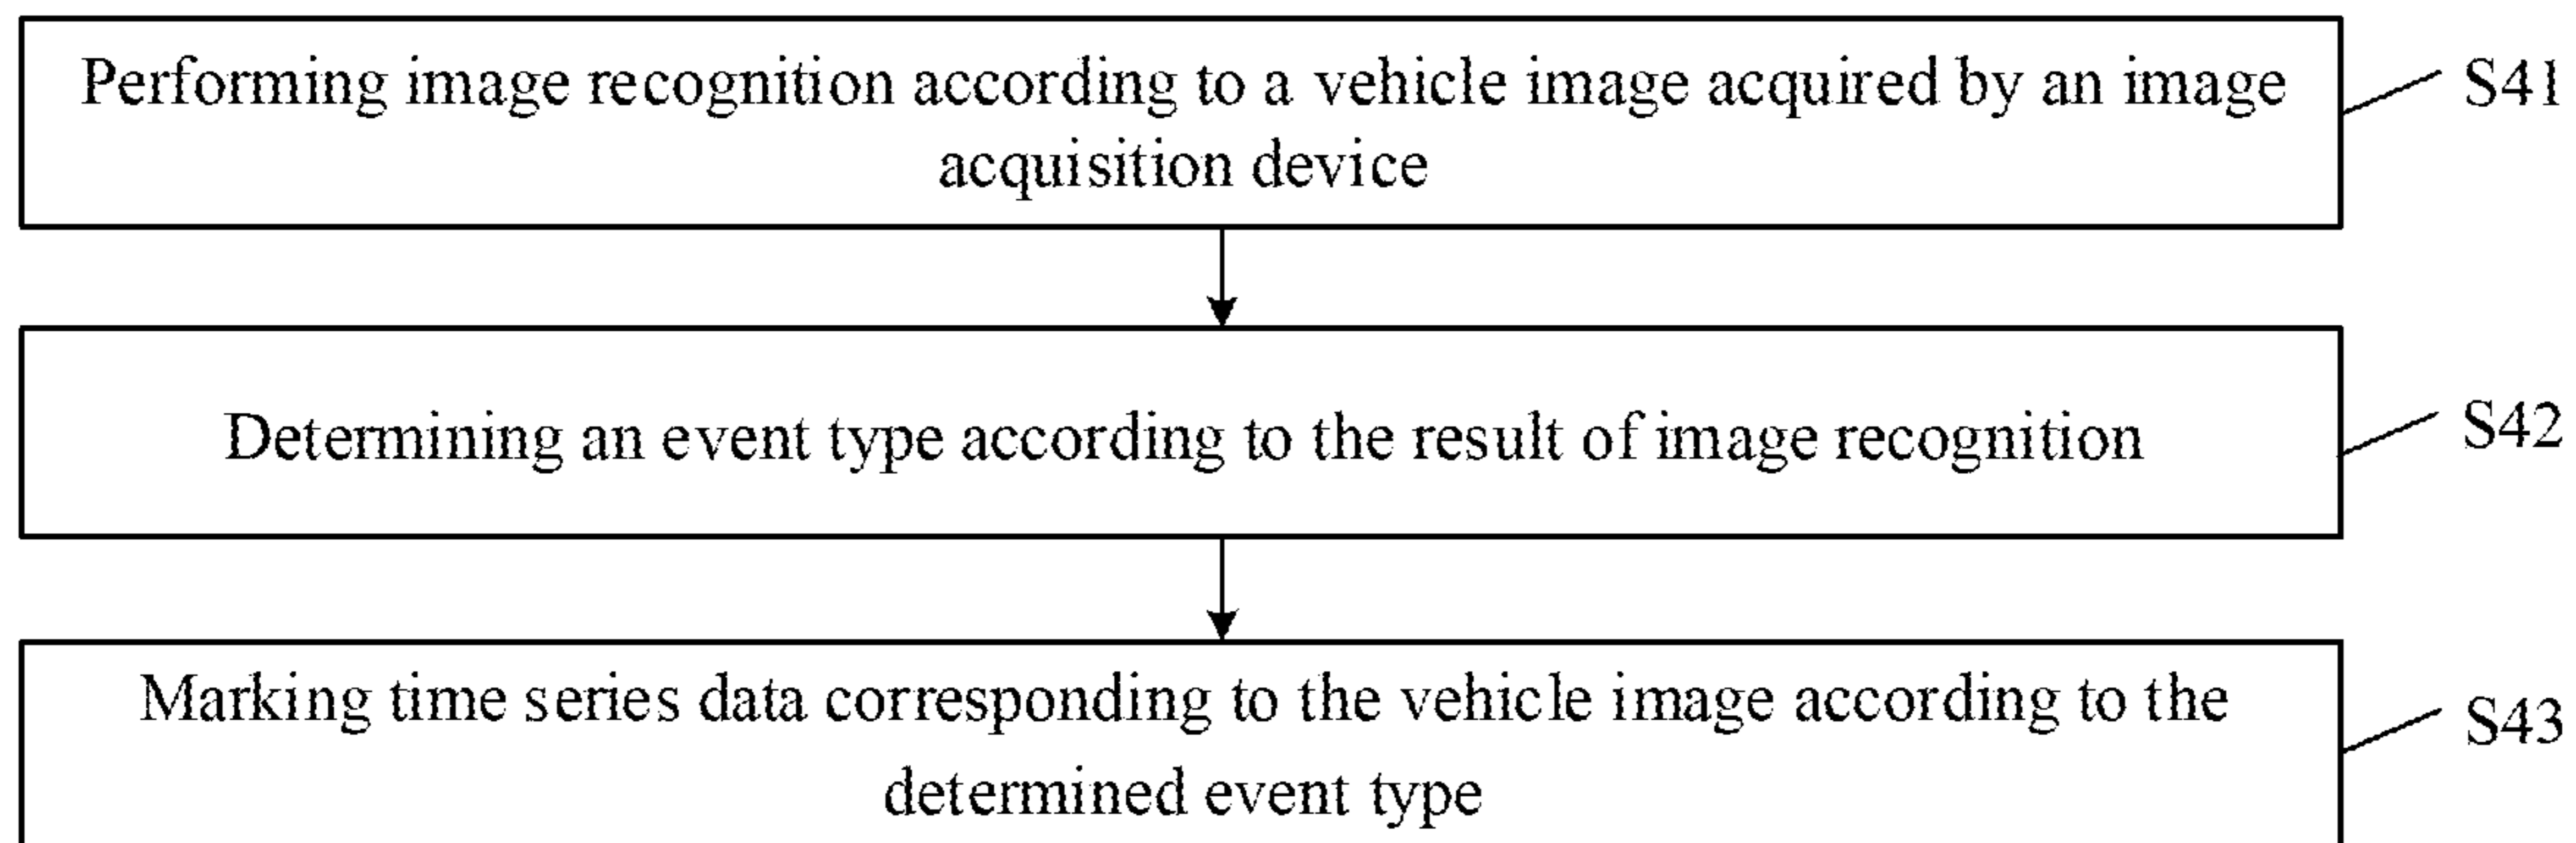 Performing image recognition according to a vehicle image acquired by an image
acquisition device
S41
Determining an event type according to the result of image recognition
S42
Marking time series data corresponding to the vehicle image according to the
determined event type
S43